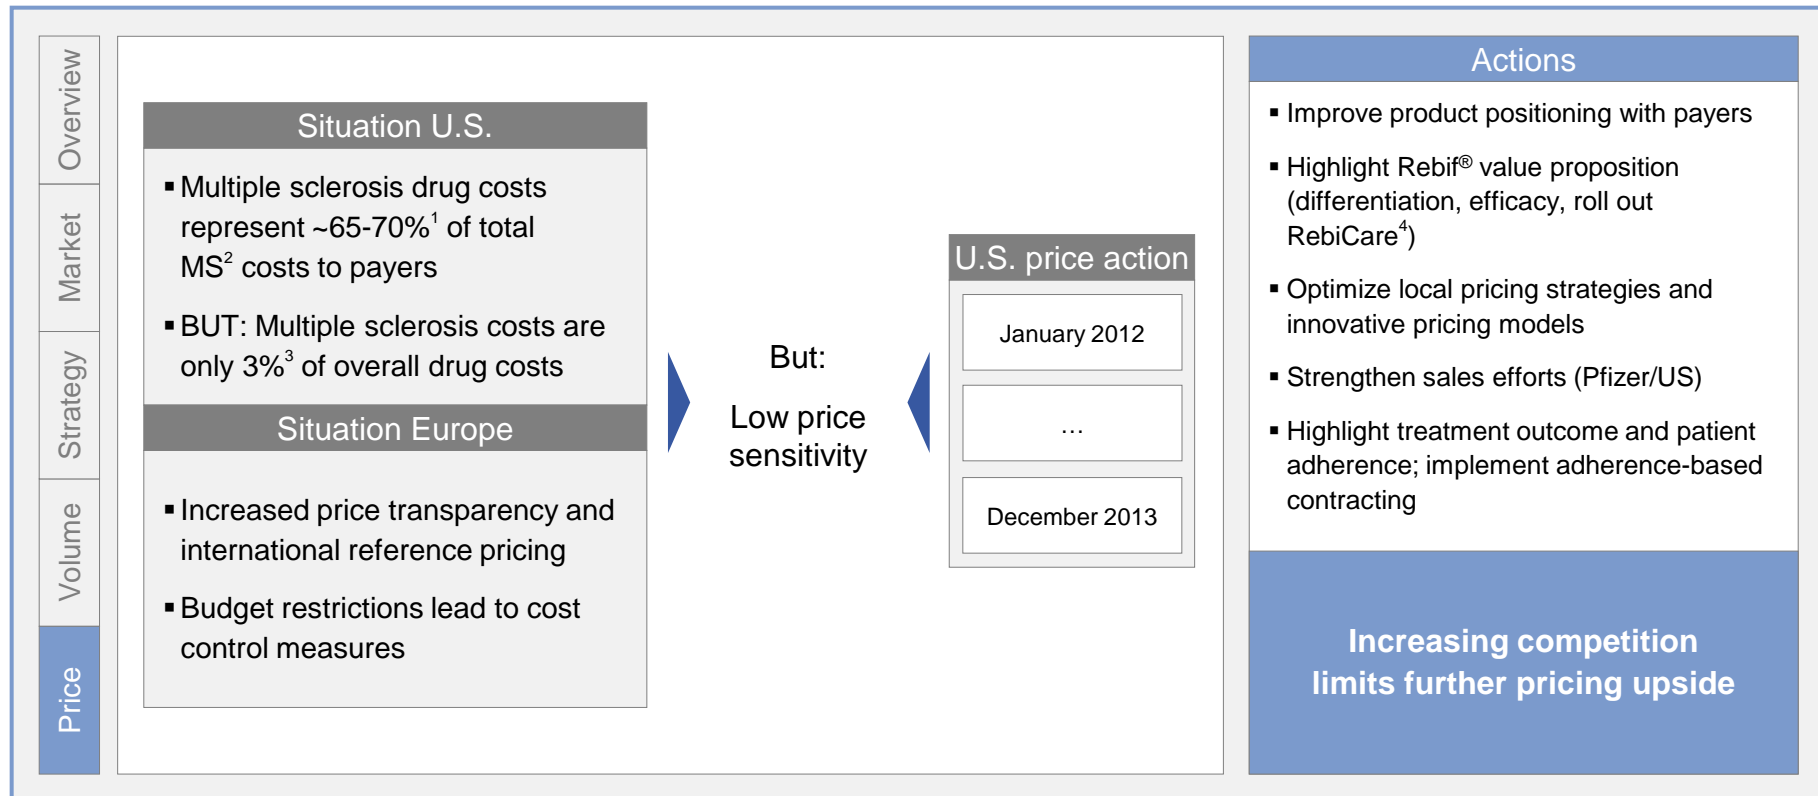 Overview
Market
Strategy
Volume
Price
Situation U.S.
▪ Multiple sclerosis drug costs
represent ~65-70%¹ of total
MS² costs to payers
▪ BUT: Multiple sclerosis costs are
only 3%³ of overall drug costs
Situation Europe
▪ Increased price transparency and
international reference pricing
▪ Budget restrictions lead to cost
control measures
But:
Low price
sensitivity
U.S. price action
January 2012
…
December 2013
Actions
▪ Improve product positioning with payers
▪ Highlight Rebif® value proposition
(differentiation, efficacy, roll out
RebiCare⁴)
▪ Optimize local pricing strategies and
innovative pricing models
▪ Strengthen sales efforts (Pfizer/US)
▪ Highlight treatment outcome and patient
adherence; implement adherence-based
contracting
Increasing competition
limits further pricing upside